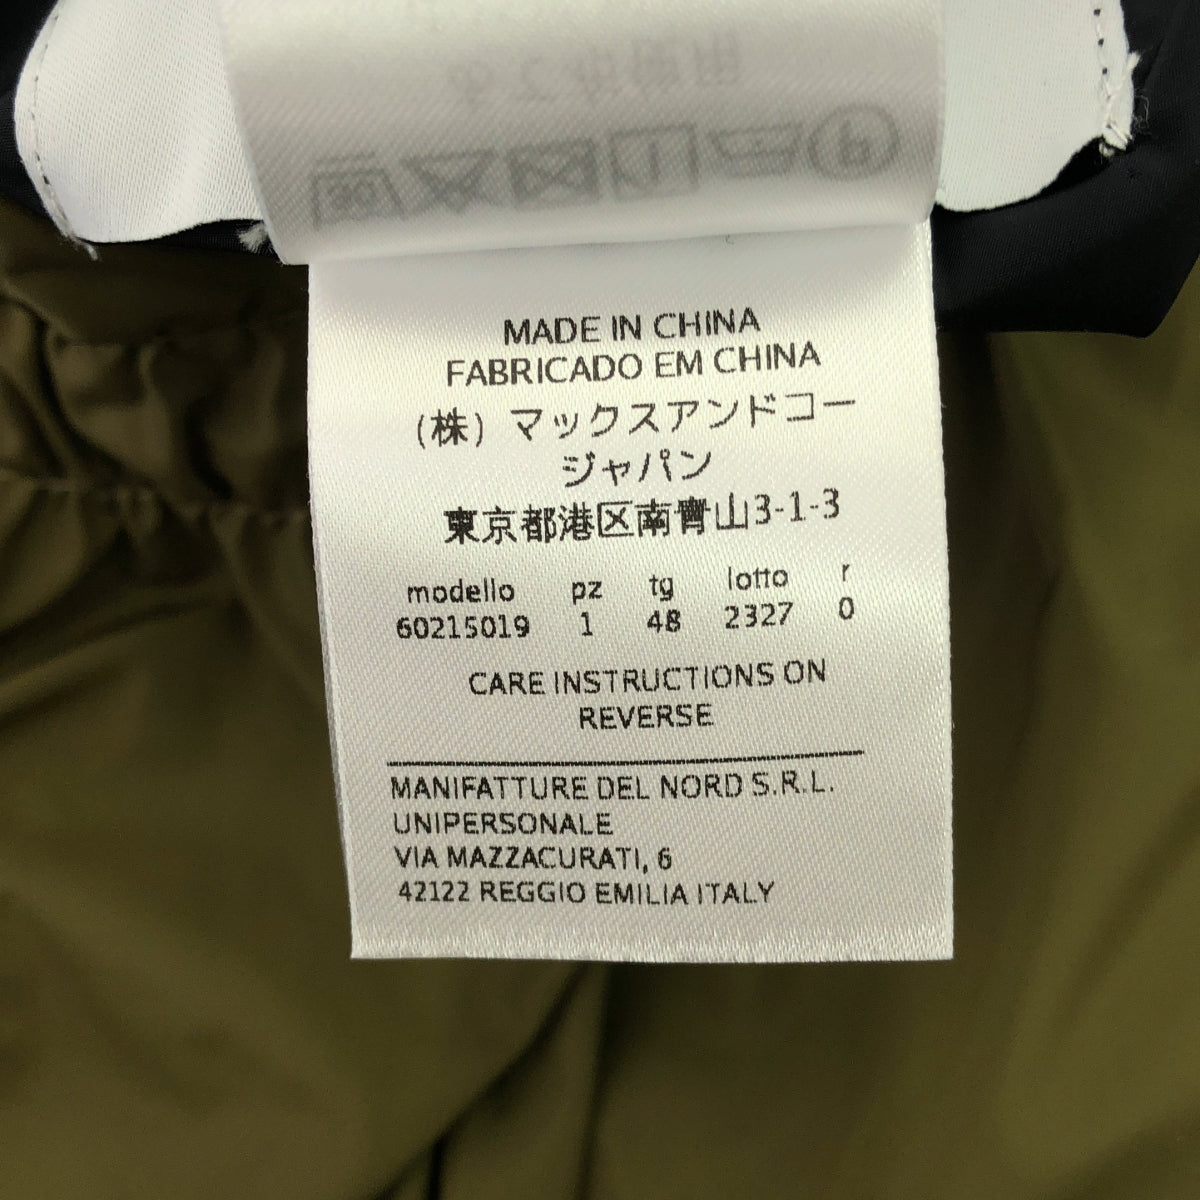 MADE IN CHINA
FABRICADO EM CHINA
(株) マックスアンドコー
ジャパン
東京都港区南青山3-1-3
modello pz tg lotto r
60215019 1 48 2327 0
CARE INSTRUCTIONS ON
REVERSE
MANIFATTURE DEL NORD S.R.L.
UNIPERSONALE
VIA MAZZACURATI, 6
42122 REGGIO EMILIA ITALY